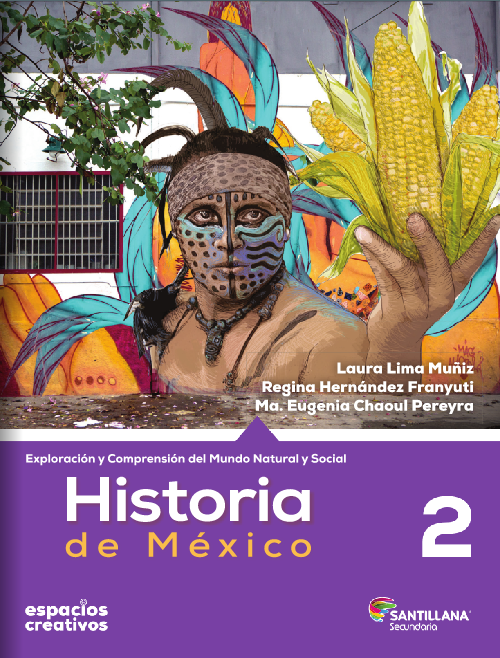 Laura Lima Muñiz
Regina Hernández Franyuti
Ma. Eugenia Chaoul Pereyra
Exploración y Comprensión del Mundo Natural y Social
Historia
de México
2
espacios
creativos
SANTILLANA
Secundaria